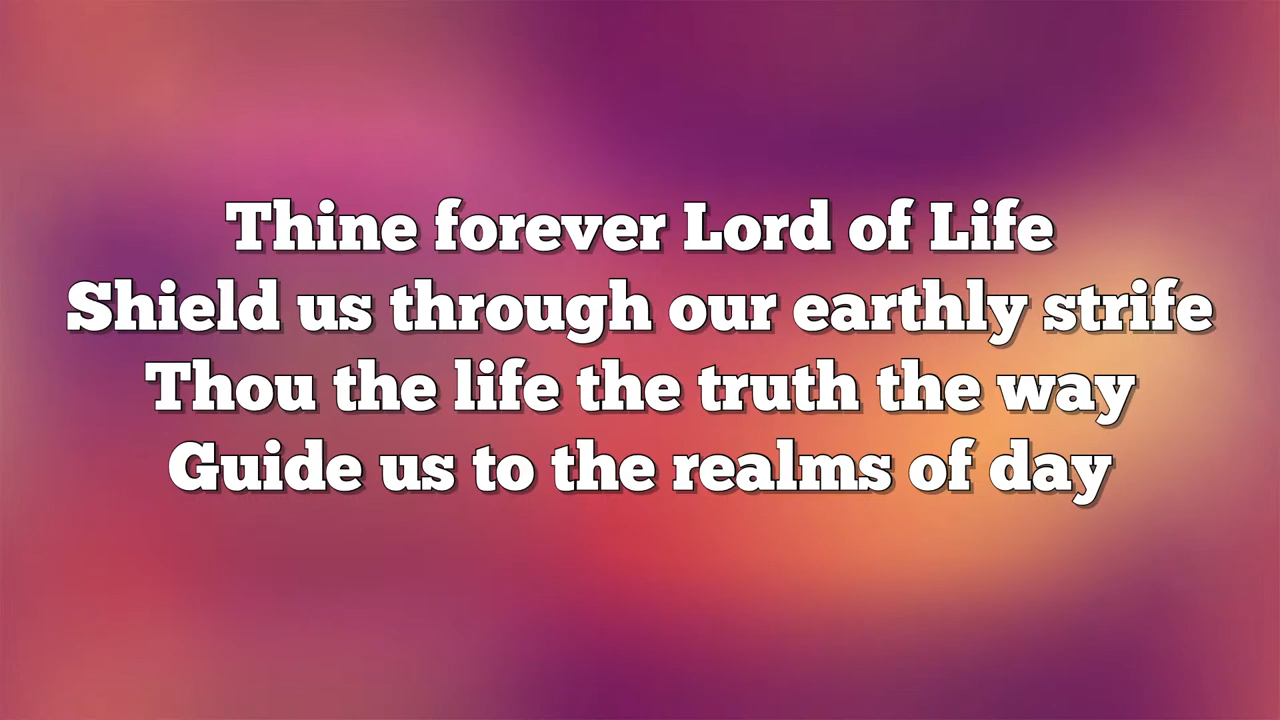 Thine forever Lord of Life
Shield us through our earthly strife
Thou the life the truth the way
Guide us to the realms of day